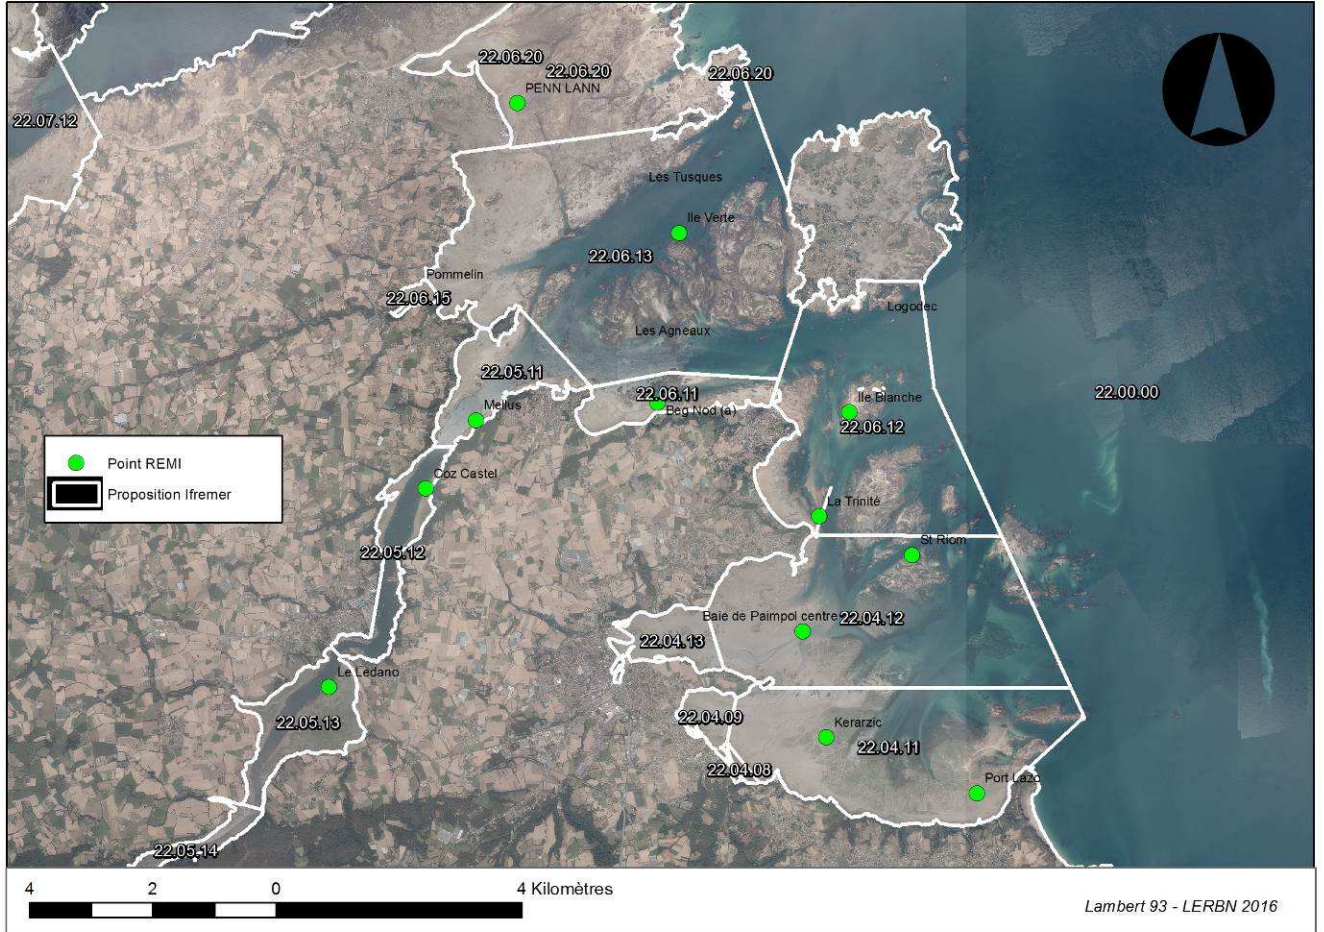 22.06.20
22.06.20
22.06.20
PENN LANN
22.07.12
Les Tusques
Ile Verte
22.06.13
Pommelin
22.06.15
Logodec
Les Agneaux
22.05.11
22.06.11
22.00.00
Mellus
Beg Nod (a)
Ile Blanche
22.06.12
Point REMI
Proposition Ifremer
Coz Castel
La Trinité
St Riom
22.05.12
Baie de Paimpol centre
22.04.12
22.04.13
Le Ledano
22.05.13
22.04.09
Kerarzic
22.04.11
22.04.08
Port Lazo
22.05.14
4 2 0 4 Kilomètres
Lambert 93 - LERBN 2016